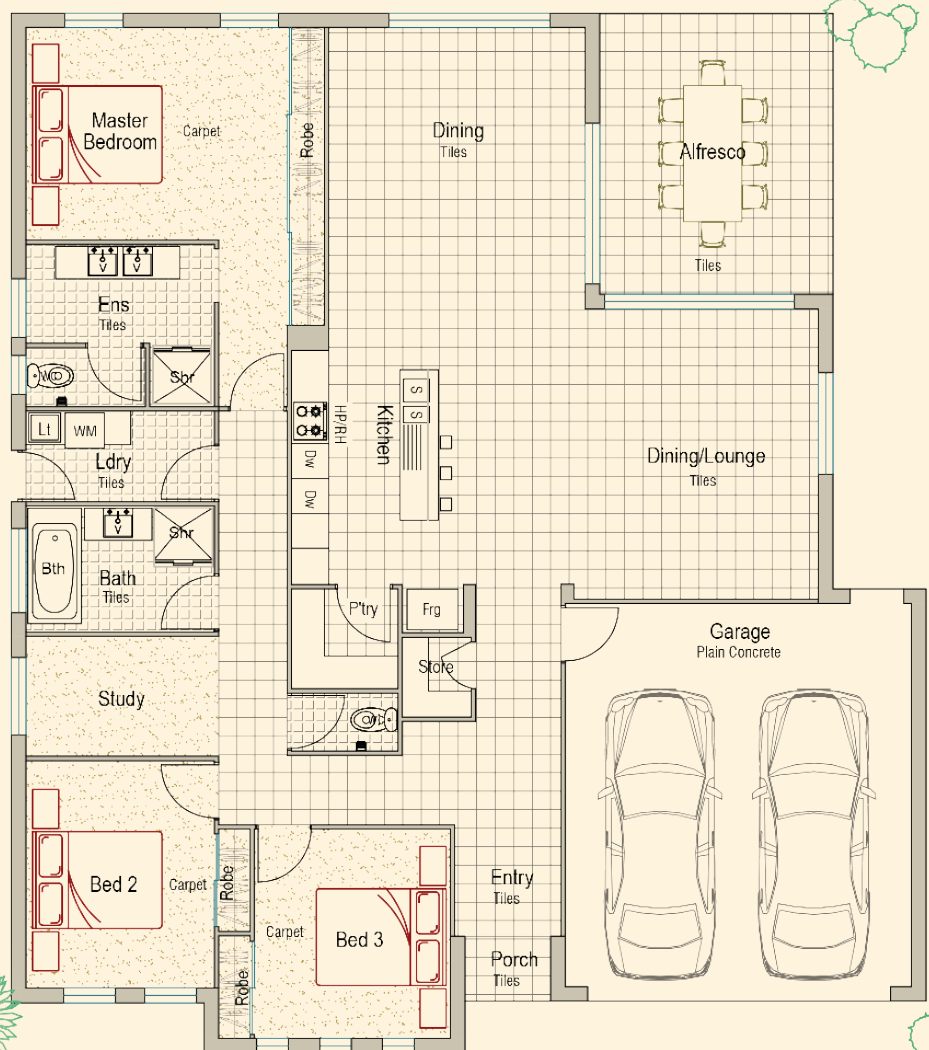 Master
Bedroom
Carpet
Robe
Dining
Tiles
Alfresco
Tiles
Ens
Tiles
WC
Shr
HP/RH
Kitchen
S
S
Dw
Dw
Lt
WM
Ldry
Tiles
Dining/Lounge
Tiles
Bth
Shr
Bath
Tiles
P'try
Frg
Store
Garage
Plain Concrete
Study
WC
Bed 2
Carpet
Robe
Carpet
Bed 3
Robe
Entry
Tiles
Porch
Tiles